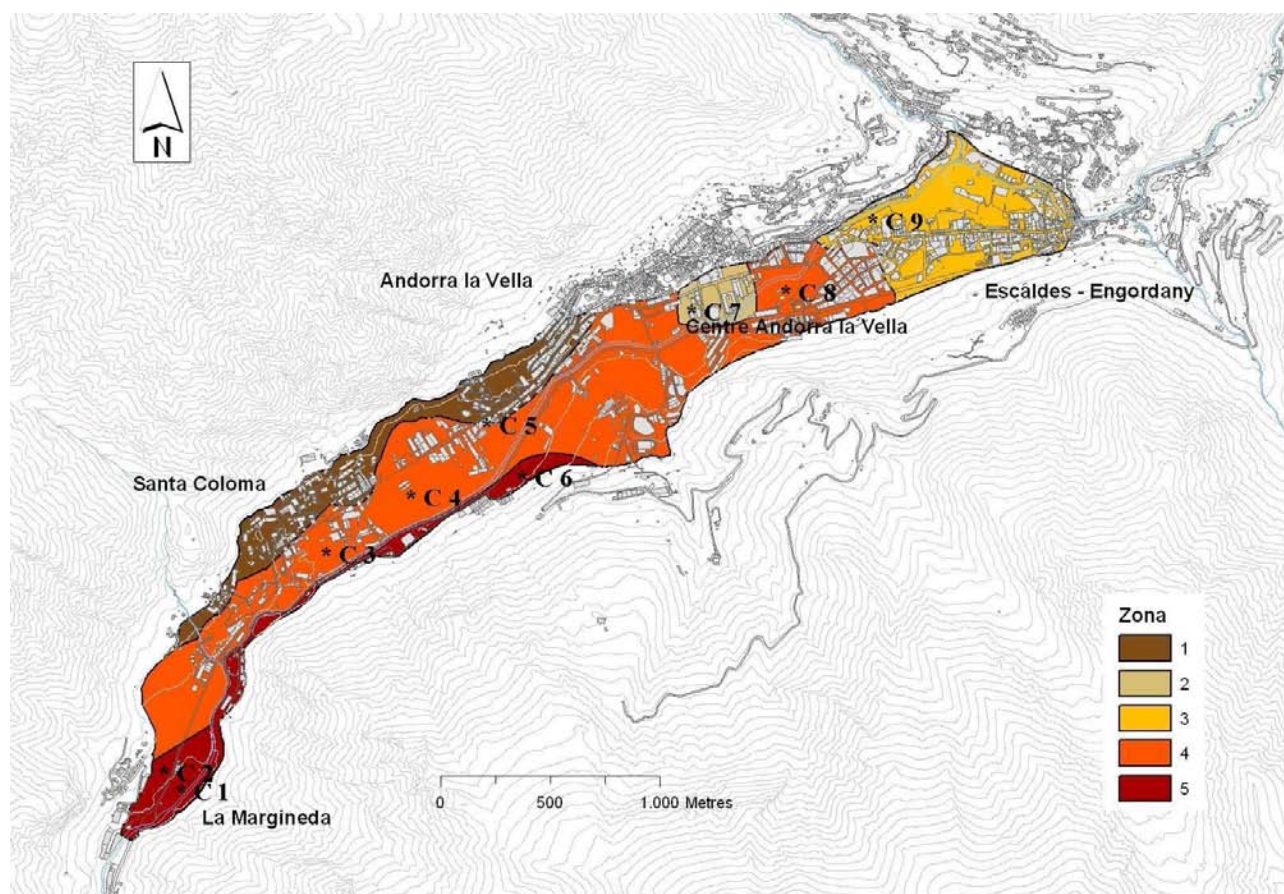 N
C 9
Andorra la Vella
Escaldes - Engordany
* C 8
* C 7
Centre Andorra la Vella
* C 5
Santa Coloma
* C 6
* C 4
* C 3
Zona
1
2
3
4
5
* C 2
* C 1
La Margineda
0 500 1.000 Metres